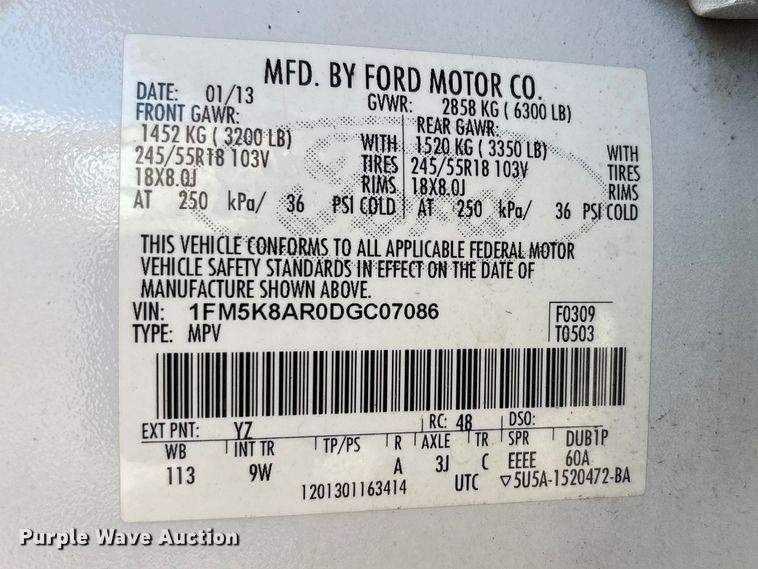 MFD. BY FORD MOTOR CO.
DATE: 01/13 GVWR: 2858 KG ( 6300 LB)
FRONT GAWR: REAR GAWR:
1452 KG ( 3200 LB) WITH 1520 KG ( 3350 LB) WITH
245/55R18 103V TIRES 245/55R18 103V TIRES
18X8.0J RIMS 18X8.0J RIMS
AT 250 kPa/ 36 PSI COLD AT 250 kPa/ 36 PSI COLD
THIS VEHICLE CONFORMS TO ALL APPLICABLE FEDERAL MOTOR
VEHICLE SAFETY STANDARDS IN EFFECT ON THE DATE OF
MANUFACTURE SHOWN ABOVE.
VIN: 1FM5K8AR0DGC07086 F0309
TYPE: MPV T0503
EXT PNT: YZ RC: 48 DSO:
WB INT TR TP/PS R AXLE TR SPR DUB1P
113 9W A 3J C EEEE 60A
1201301163414 UTC ▽5U5A-1520472-BA
Purple Wave Auction